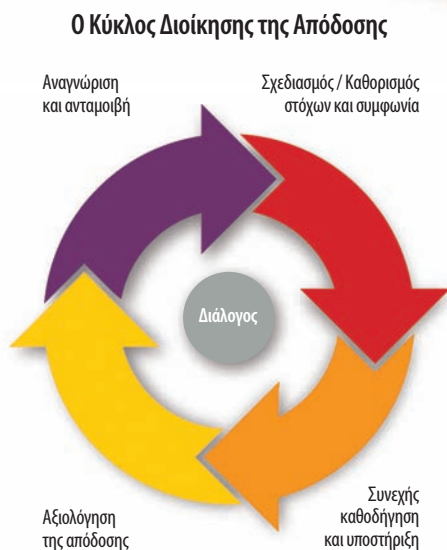 Ο Κύκλος Διοίκησης της Απόδοσης
Αναγνώριση
και ανταμοιβή
Σχεδιασμός / Καθορισμός
στόχων και συμφωνία
Διάλογος
Αξιολόγηση
της απόδοσης
Συνεχής
καθοδήγηση
και υποστήριξη